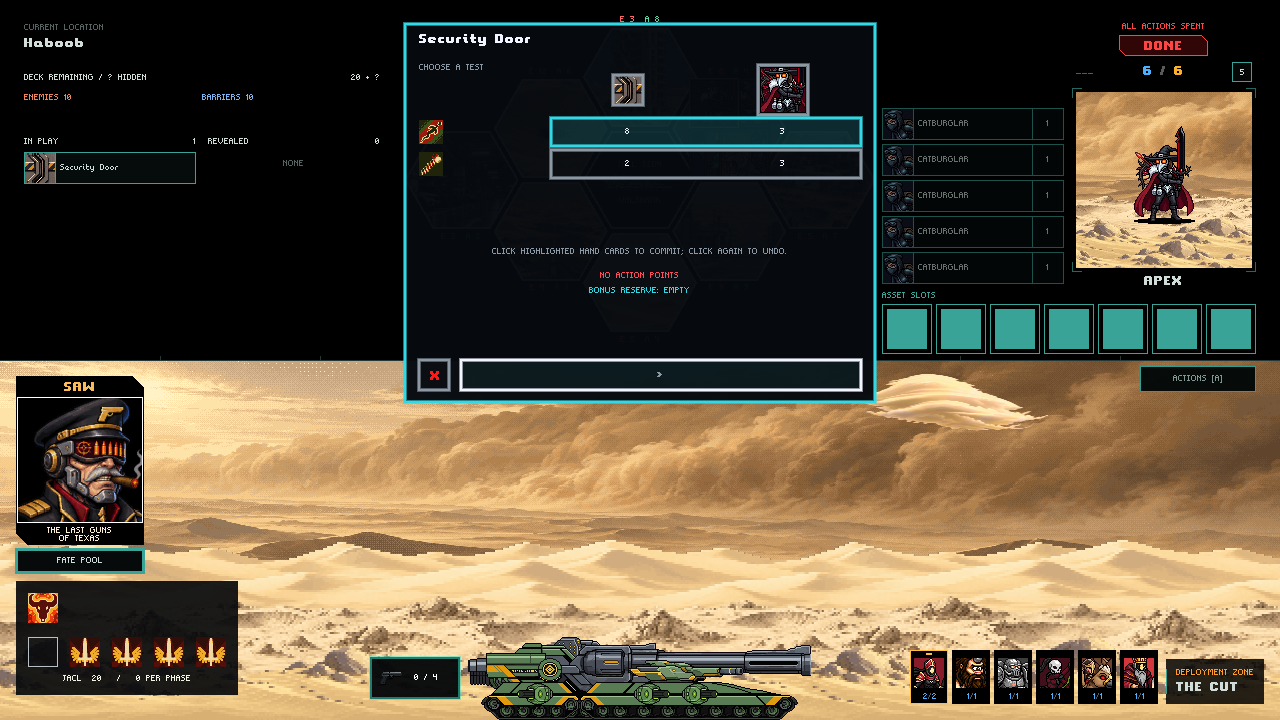 CURRENT LOCATION
Haboob
DECK REMAINING / ? HIDDEN 20 + ?
ENEMIES 10 BARRIERS 10
IN PLAY 1 REVEALED 0
Security Door
NONE
E 3 A 8
Security Door
CHOOSE A TEST
8 3
2 3
CLICK HIGHLIGHTED HAND CARDS TO COMMIT; CLICK AGAIN TO UNDO.
NO ACTION POINTS
BONUS RESERVE: EMPTY
X >
ALL ACTIONS SPENT
DONE
--- 6 / 6 5
CATBURGLAR 1
CATBURGLAR 1
CATBURGLAR 1
CATBURGLAR 1
CATBURGLAR 1
APEX
ASSET SLOTS
ACTIONS [A]
SAW
THE LAST GUNS
OF TEXAS
FATE POOL
PER PHASE
0 / 4
2/2 1/1 1/1 1/1 1/1 1/1
DEPLOYMENT ZONE
THE CUT